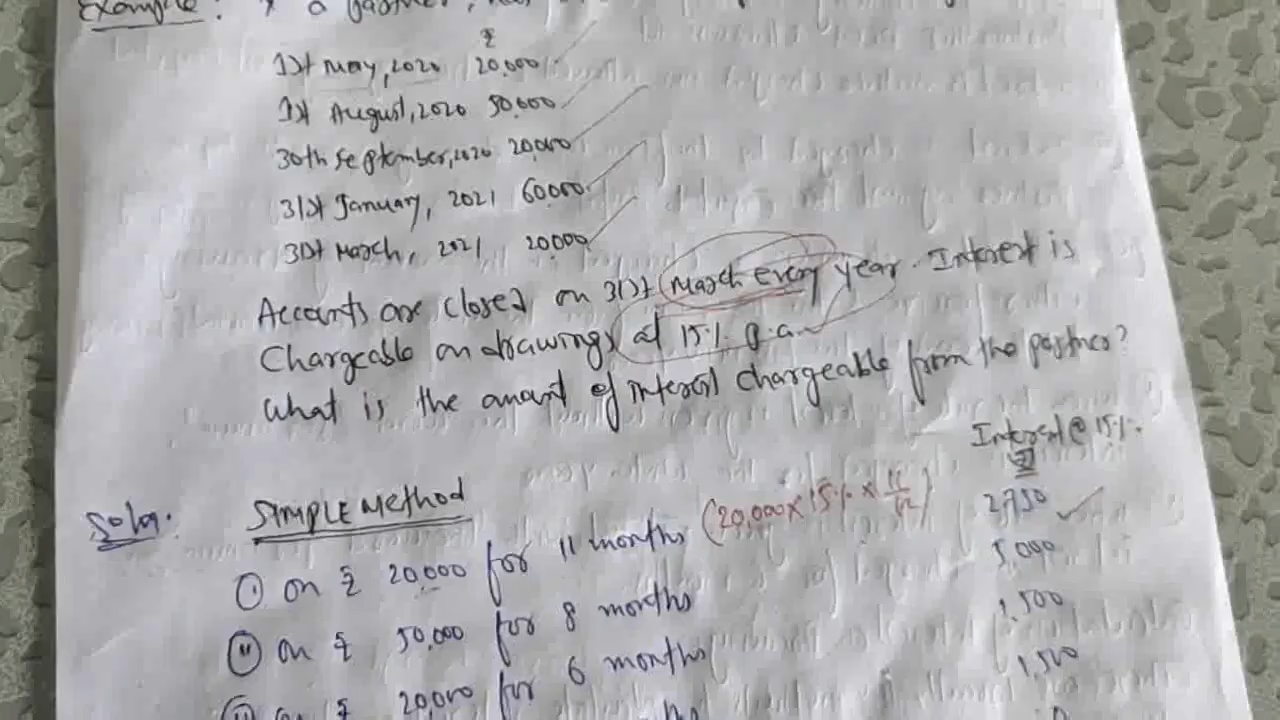 Example: X a partner,
₹
1st May, 2020 20,000/-
1st August, 2020 50,000
30th September, 2020 20,000
31st January, 2021 60,000
31st March, 2021 20,000
Accounts are closed on 31st March every year. Interest is
Chargeable on drawings at 15% p.a.
What is the amount of interest chargeable from the partner?
Interest @ 15%.
₹
Soln. SIMPLE Method
(i) on ₹ 20,000 for 11 months (20,000 × 15% × 11/12) 2,750
(ii) on ₹ 50,000 for 8 months 5,000
on ₹ 20,000 for 6 months 1,500
1,500